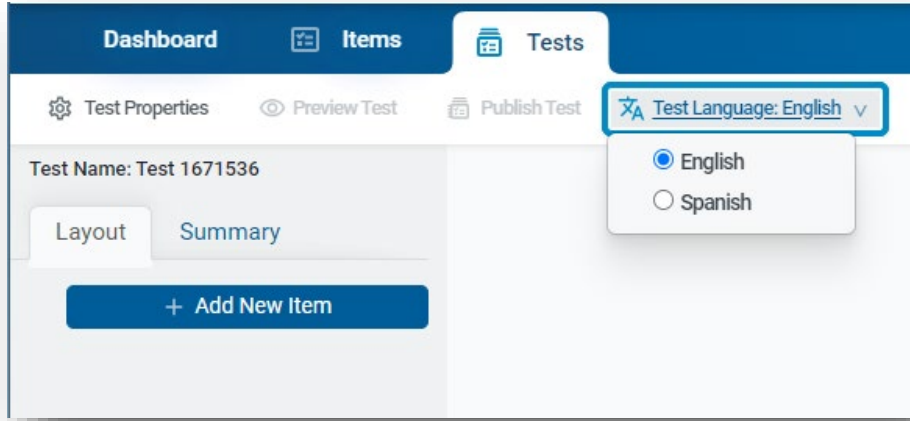 Dashboard Items Tests
Test Properties Preview Test Publish Test Test Language: English
English
Spanish
Test Name: Test 1671536
Layout Summary
+ Add New Item